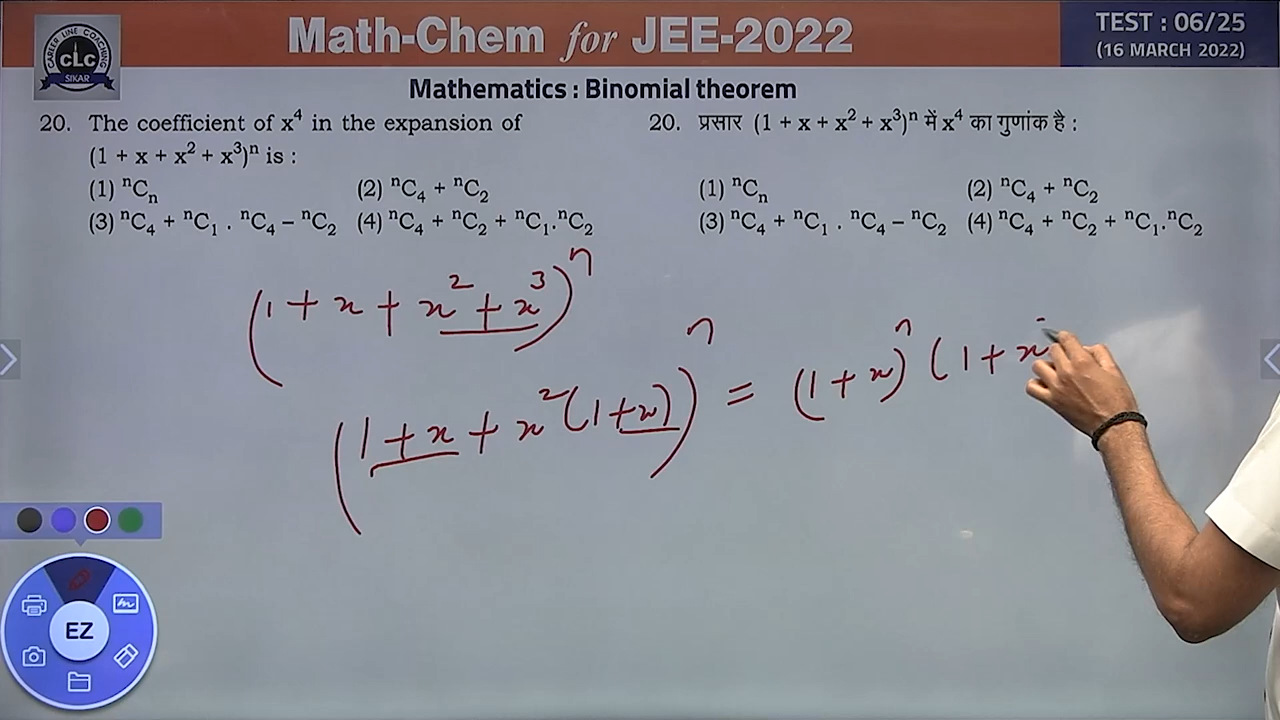 Math-Chem for JEE-2022
TEST : 06/25
(16 MARCH 2022)
CAREER LINE COACHING
CLC
SIKAR
Mathematics : Binomial theorem
20. The coefficient of x⁴ in the expansion of
(1 + x + x² + x³)ⁿ is :
(1) ⁿCₙ (2) ⁿC₄ + ⁿC₂
(3) ⁿC₄ + ⁿC₁ . ⁿC₄ – ⁿC₂ (4) ⁿC₄ + ⁿC₂ + ⁿC₁.ⁿC₂
20. प्रसार (1 + x + x² + x³)ⁿ में x⁴ का गुणांक है :
(1) ⁿCₙ (2) ⁿC₄ + ⁿC₂
(3) ⁿC₄ + ⁿC₁ . ⁿC₄ – ⁿC₂ (4) ⁿC₄ + ⁿC₂ + ⁿC₁.ⁿC₂
(1 + x + x² + x³)ⁿ
(1 + x + x²(1 + x))ⁿ = (1 + x)ⁿ (1 + x
EZ